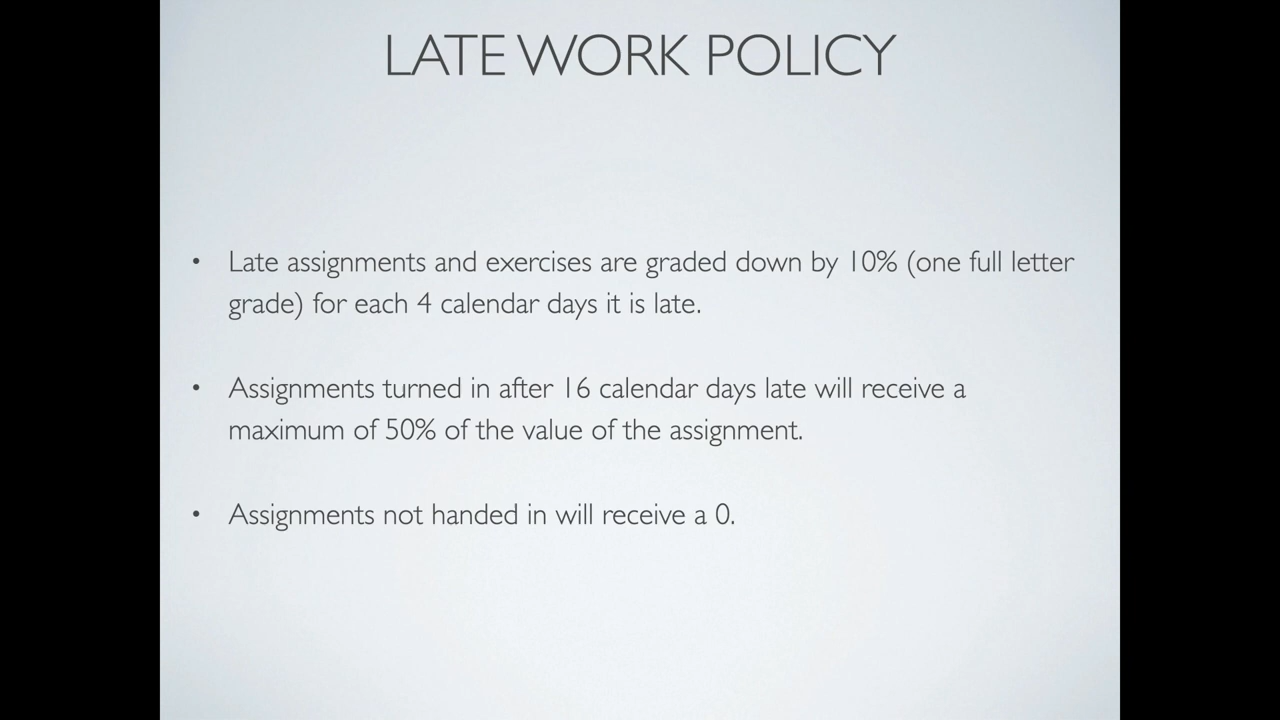 LATE WORK POLICY
• Late assignments and exercises are graded down by 10% (one full letter
grade) for each 4 calendar days it is late.
• Assignments turned in after 16 calendar days late will receive a
maximum of 50% of the value of the assignment.
• Assignments not handed in will receive a 0.